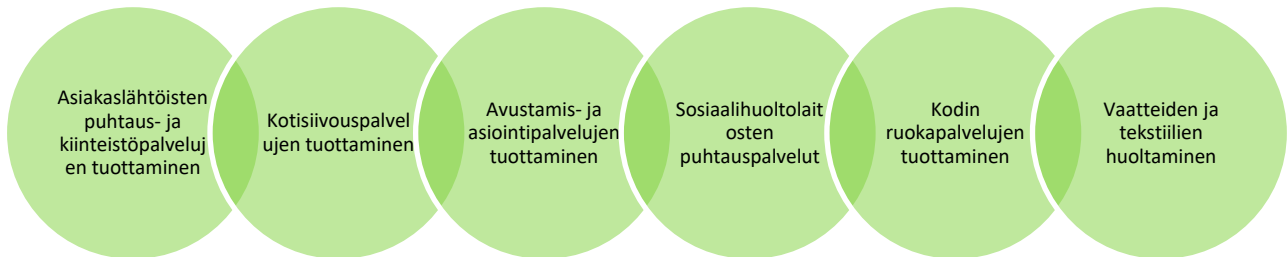 Asiakaslähtöisten
puhtaus- ja
kiinteistöpalveluj
en tuottaminen
Kotisiivouspalvel
ujen tuottaminen
Avustamis- ja
asiointipalvelujen
tuottaminen
Sosiaalihuoltolait
osten
puhtauspalvelut
Kodin
ruokapalvelujen
tuottaminen
Vaatteiden ja
tekstiilien
huoltaminen